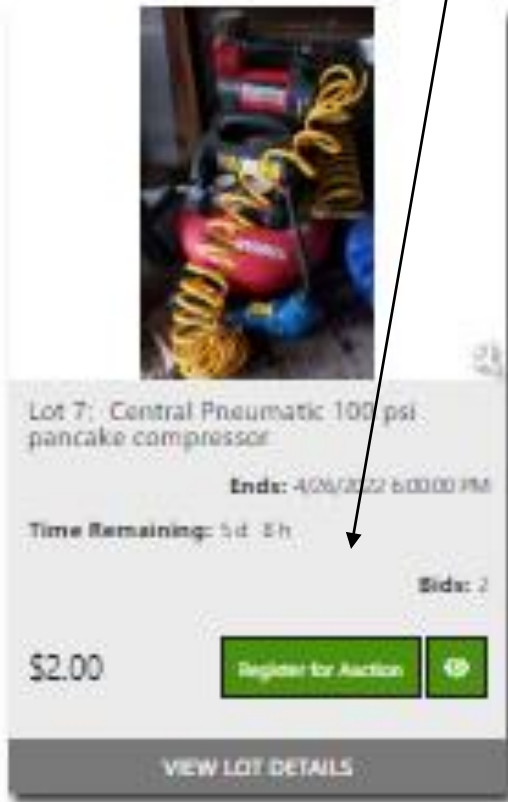 Lot 7: Central Pneumatic 100 psi
pancake compressor
Ends: 4/26/2022 6:00:00 PM
Time Remaining: 5d 8h
Bids: 2
$2.00
Register for Auction
VIEW LOT DETAILS